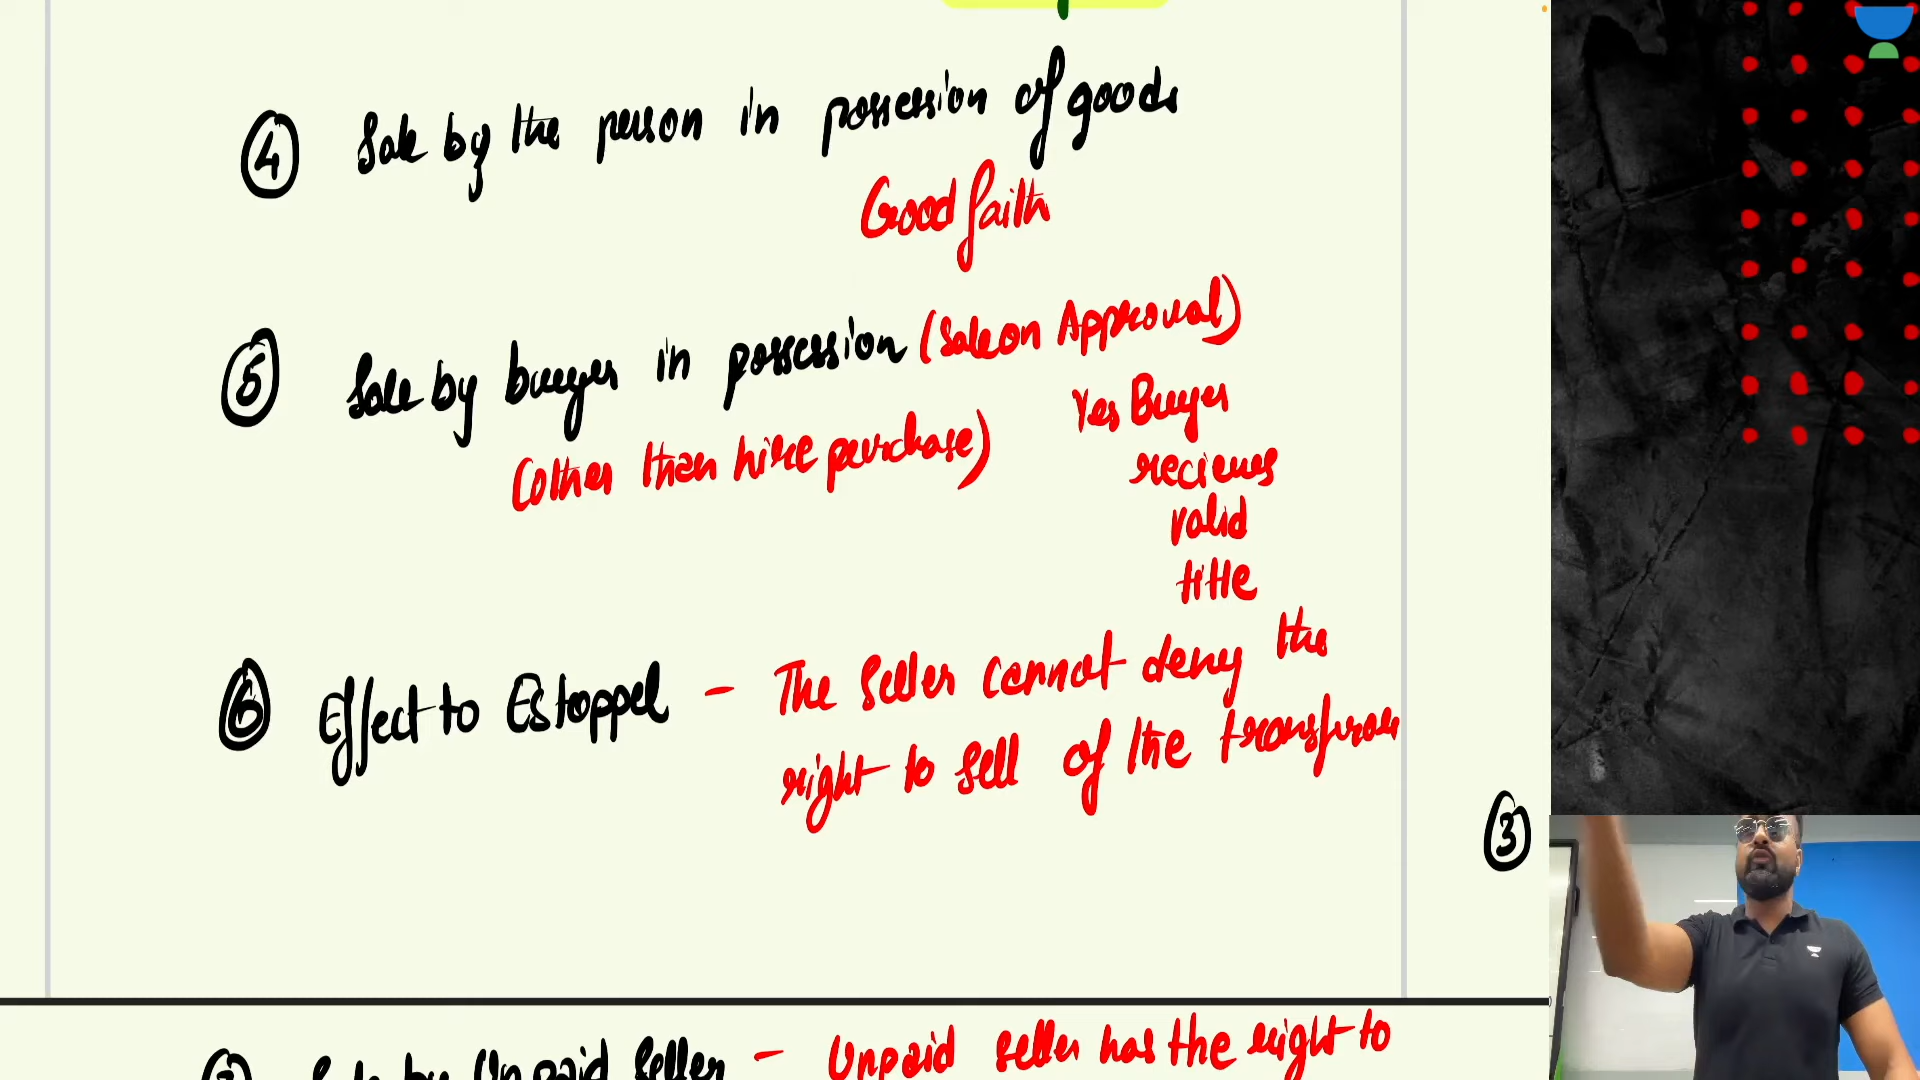 ④ Sale by the person in possession of goods
Good faith
⑤ Sale by buyer in possession (Sale on Approval)
(other than hire purchase)
Yes Buyer
recieves
valid
title
⑥ Effect to Estoppel – The Seller cannot deny the
right to sell of the
③
Sale by Unpaid Seller – Unpaid seller has the right to